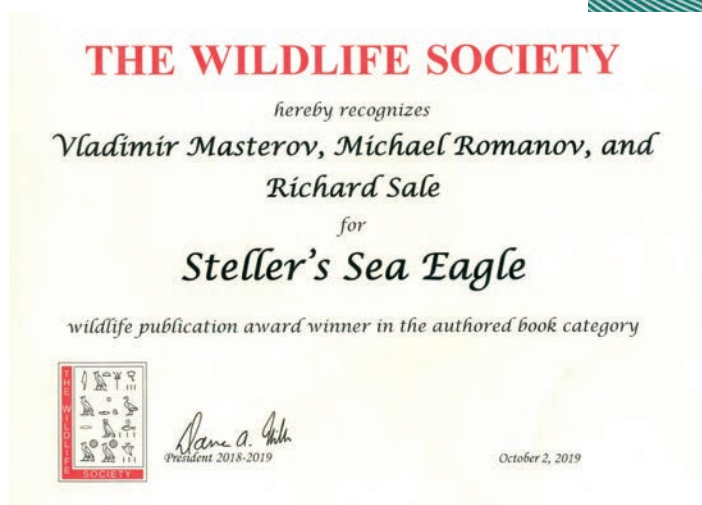 THE WILDLIFE SOCIETY
hereby recognizes
Vladimir Masterov, Michael Romanov, and
Richard Sale
for
Steller's Sea Eagle
wildlife publication award winner in the authored book category
THE WILDLIFE
SOCIETY
President 2018-2019
October 2, 2019